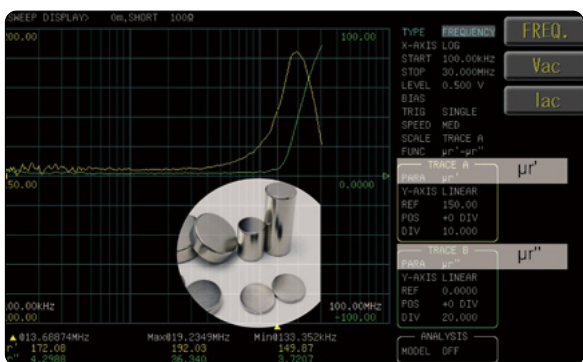 SWEEP DISPLAY> 0m,SHORT 100Ω
100.00
TYPE FREQUENCY
X-AXIS LOG
START 100.00kHz
STOP 30.000MHz
LEVEL 0.500 V
BIAS
TRIG SINGLE
SPEED MED
SCALE TRACE A
FUNC μr'-μr"
FREQ.
Vac
Iac
TRACE A
PARA μr'
μr'
Y-AXIS LINEAR
REF 150.00
POS +0 DIV
DIV 10.000
50.00 0.0000
TRACE B
PARA μr"
μr"
Y-AXIS LINEAR
REF 0.0000
POS +0 DIV
DIV 20.000
00.00kHz 100.00MHz
00.00 -100.00
@13.68874MHz Max@19.2349MHz Min@133.352kHz
r' 172.08 192.03 149.87
r" 4.2988 36.340 3.7207
ANALYSIS
MODEL OFF